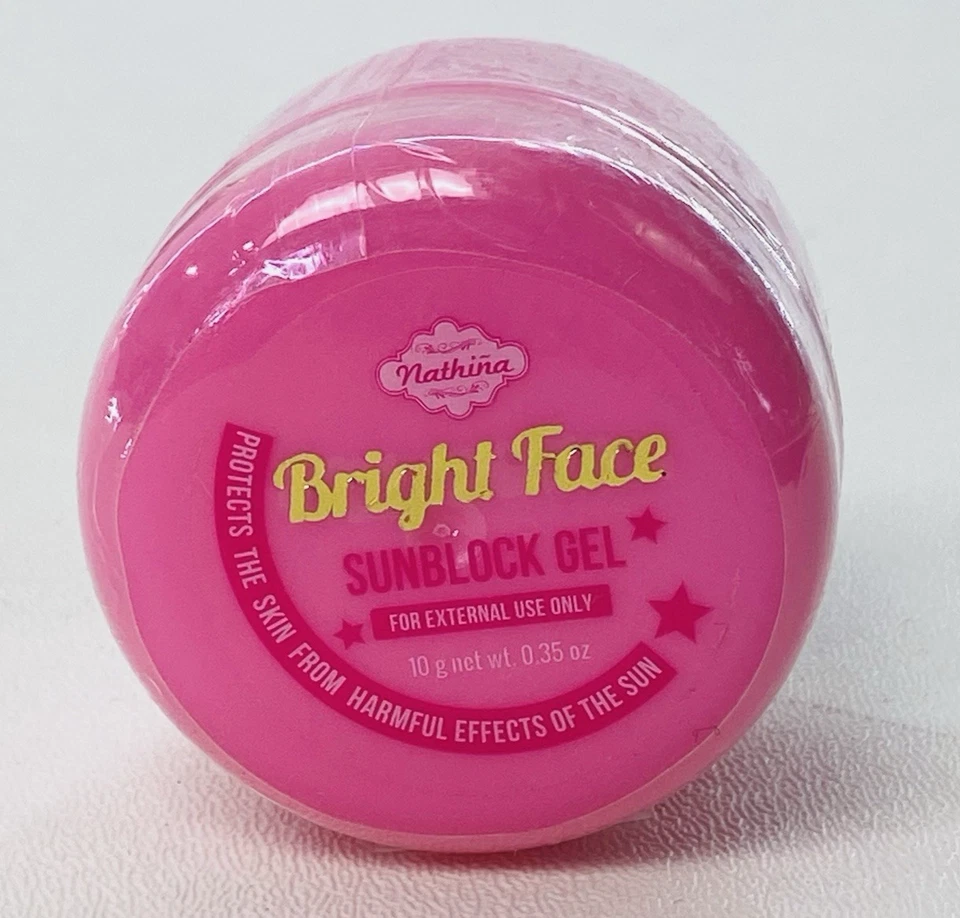 Nathiña
Bright Face
SUNBLOCK GEL
FOR EXTERNAL USE ONLY
10 g net wt. 0.35 oz
PROTECTS THE SKIN FROM HARMFUL EFFECTS OF THE SUN